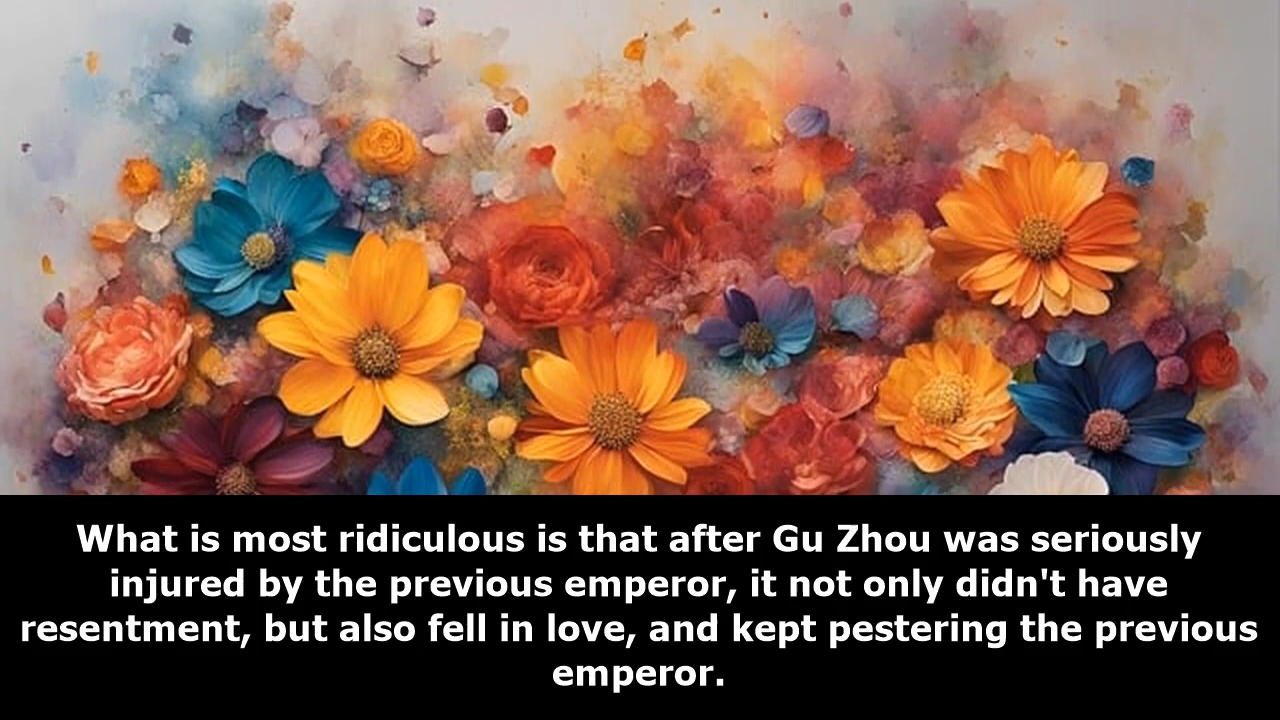 What is most ridiculous is that after Gu Zhou was seriously
injured by the previous emperor, it not only didn't have
resentment, but also fell in love, and kept pestering the previous
emperor.